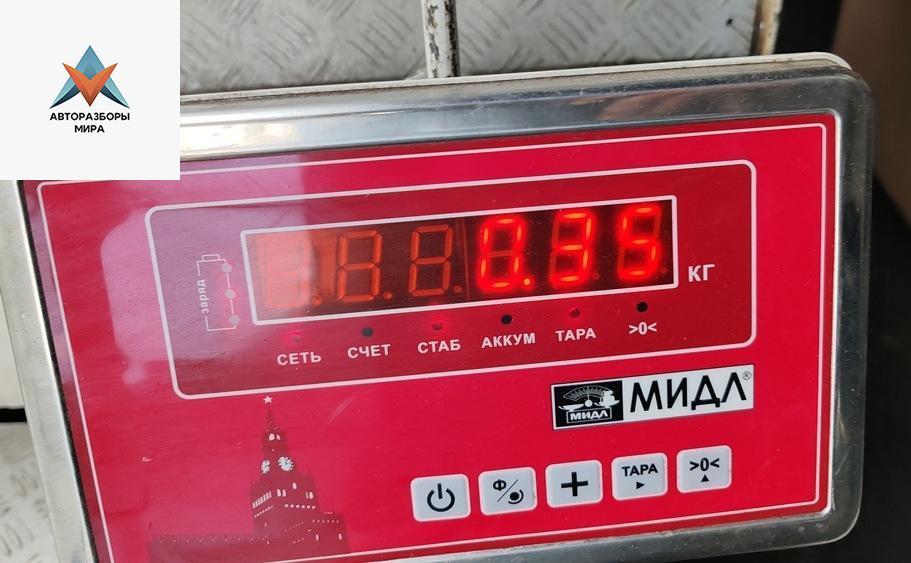 АВТОРАЗБОРЫ
МИРА
заряд
0.35
КГ
СЕТЬ СЧЕТ СТАБ АККУМ ТАРА >0<
МИДЛ МИДЛ®
Ф/ + ТАРА >0<